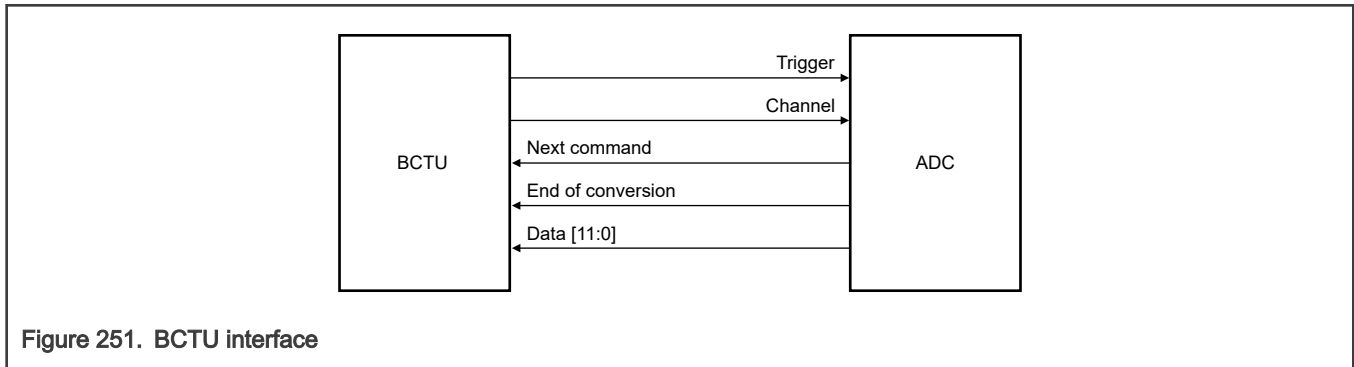 Trigger
Channel
BCTU
Next command
ADC
End of conversion
Data [11:0]
Figure 251. BCTU interface